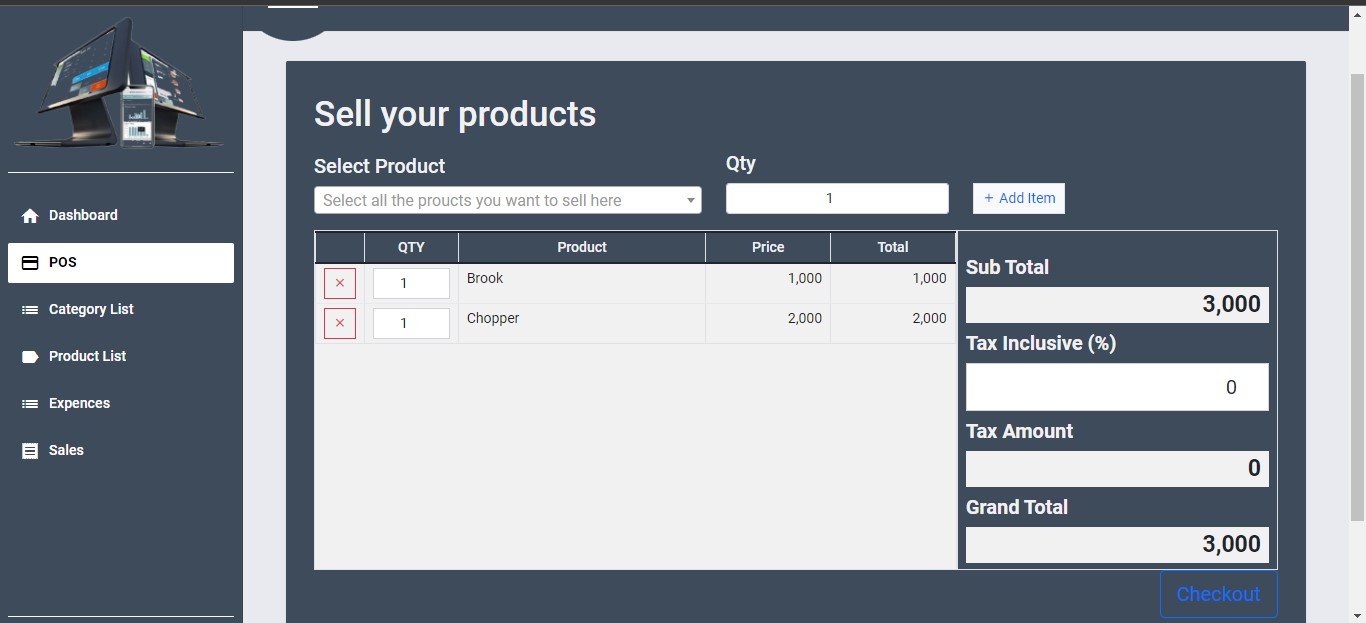 Dashboard
POS
Category List
Product List
Expences
Sales
Sell your products
Select Product
Qty
Select all the proucts you want to sell here
1
+ Add Item
QTY Product Price Total
× 1 Brook 1,000 1,000
× 1 Chopper 2,000 2,000
Sub Total
3,000
Tax Inclusive (%)
0
Tax Amount
0
Grand Total
3,000
Checkout